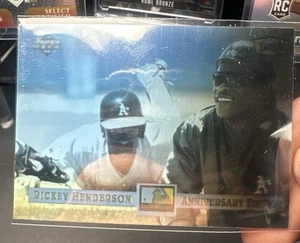 HOME BRONZE
SELECT
RC
A
A
RICKEY HENDERSON
ANNIVERSARY EDITION